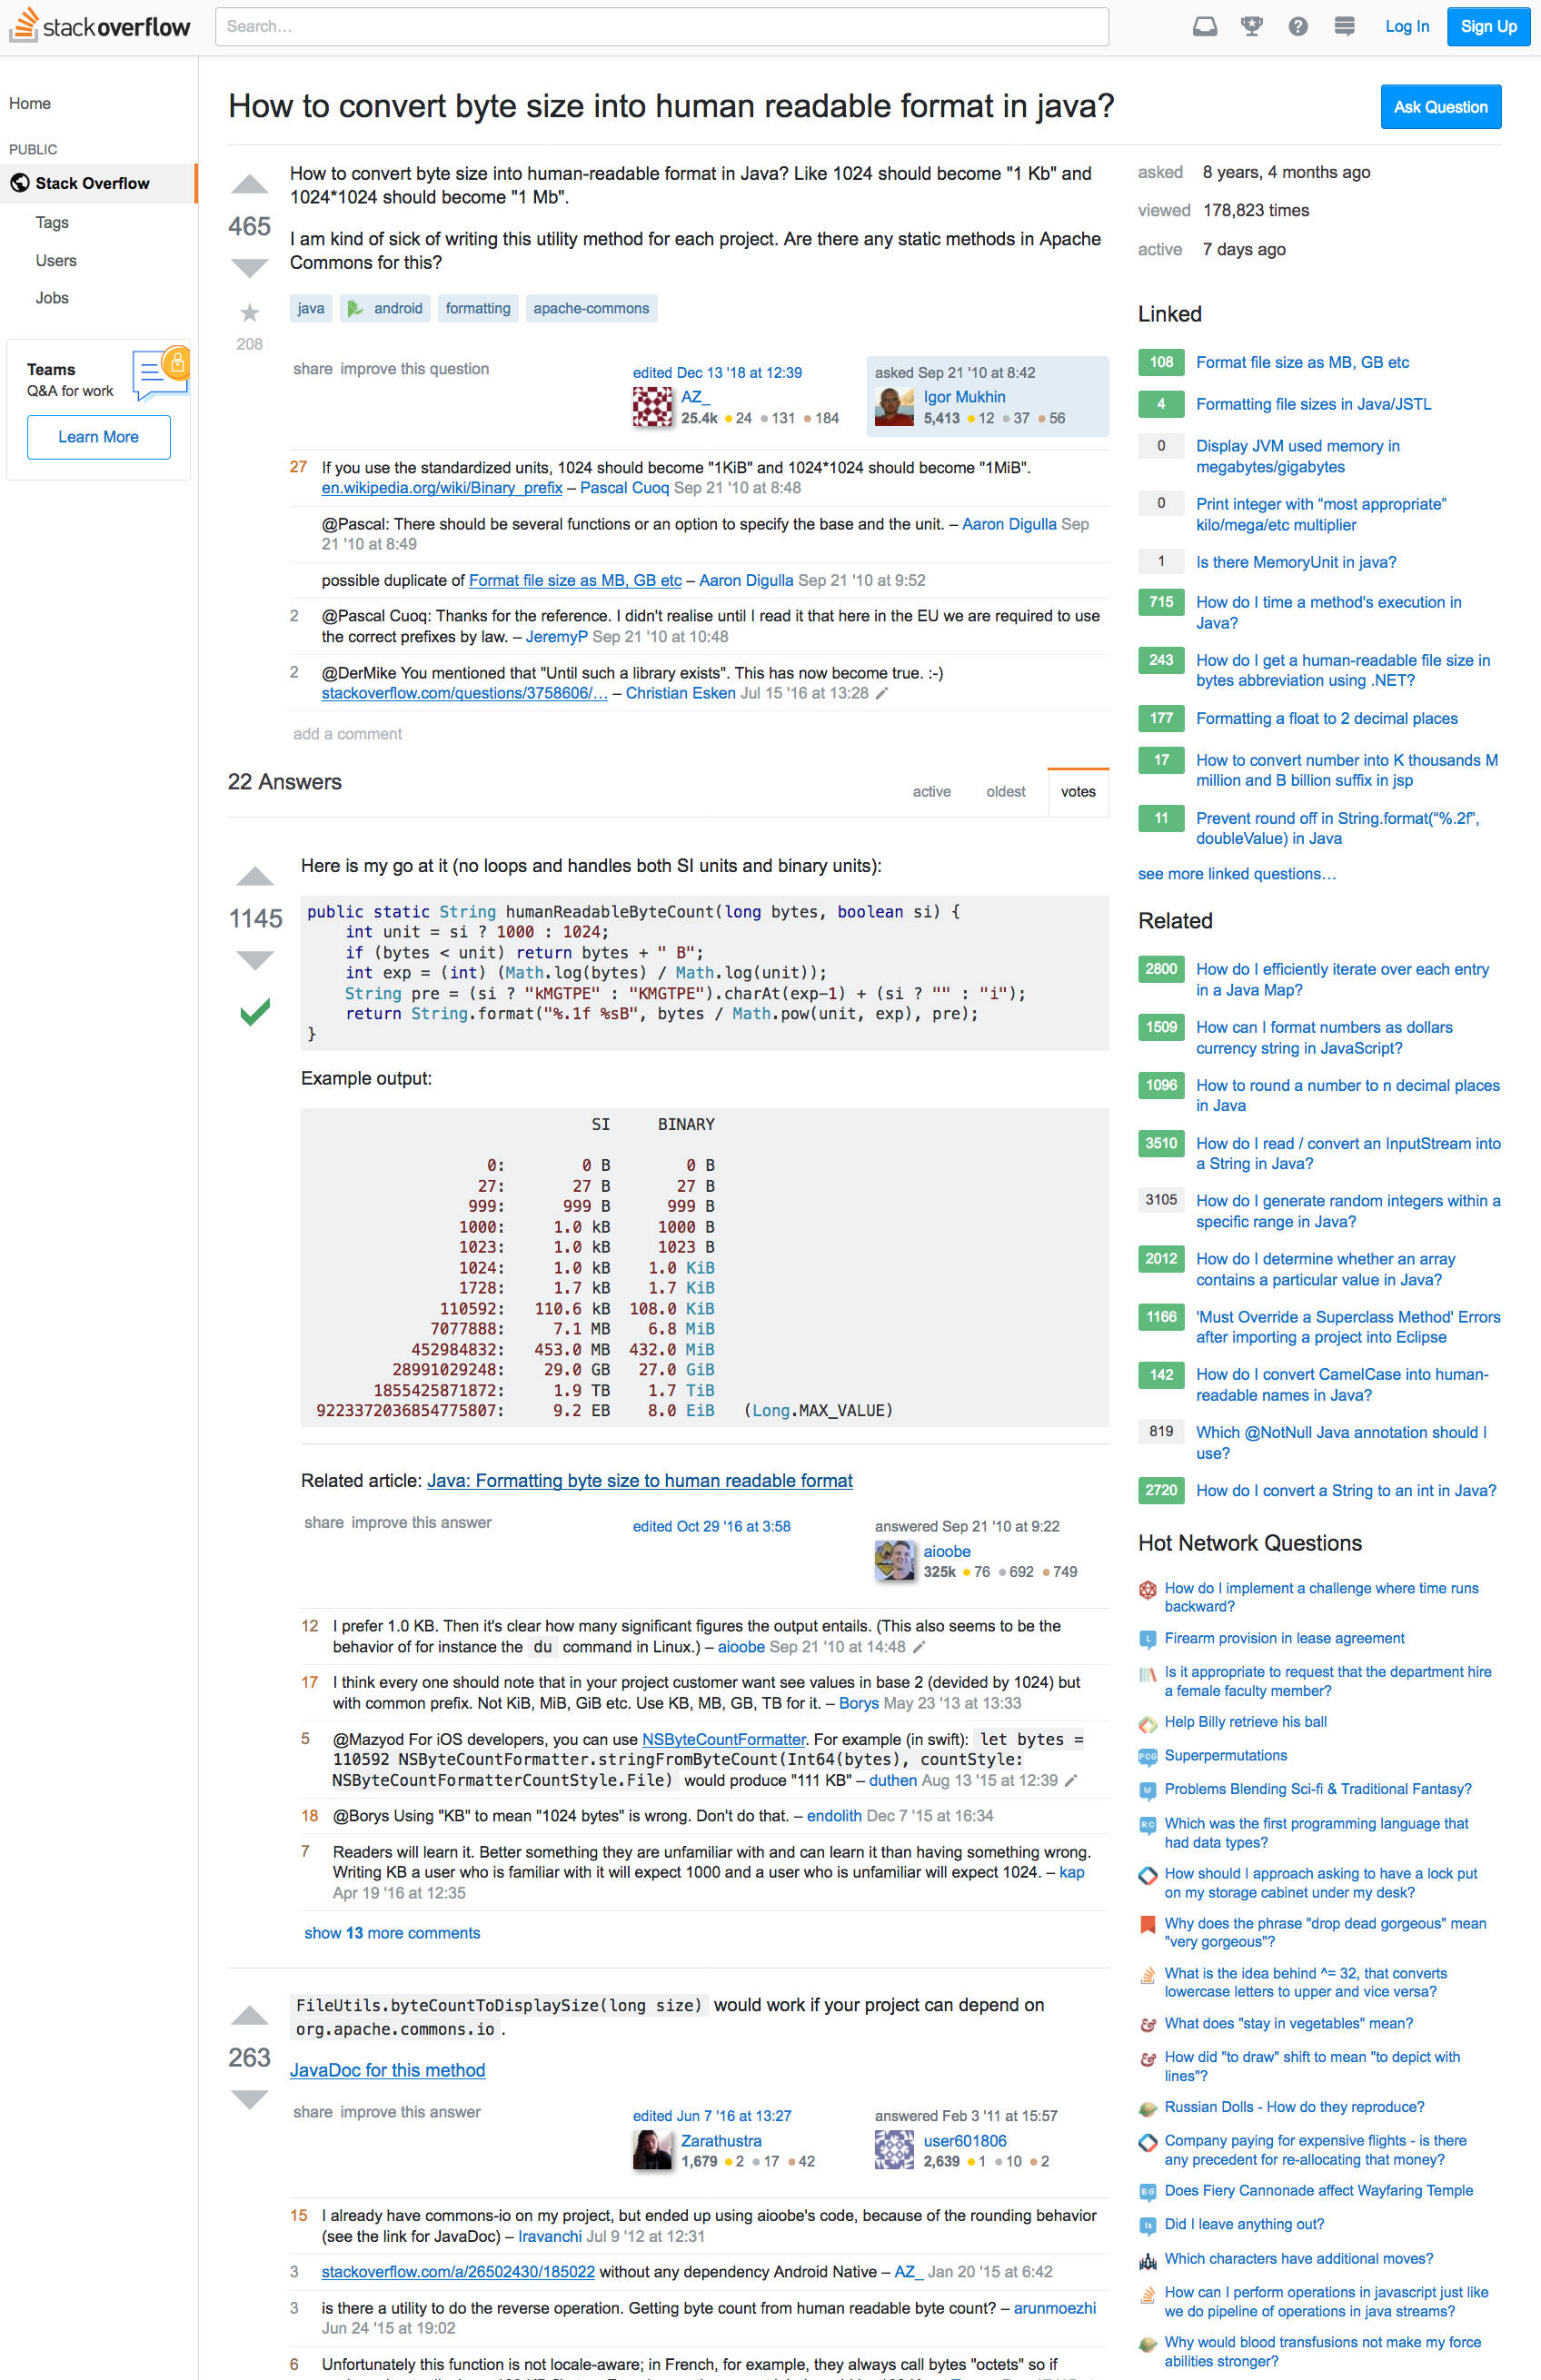 stackoverflow
Search…
Log In
Sign Up
Home
PUBLIC
Stack Overflow
Tags
Users
Jobs
Teams
Q&A for work
Learn More
How to convert byte size into human readable format in java?
Ask Question
465
208
How to convert byte size into human-readable format in Java? Like 1024 should become "1 Kb" and
1024*1024 should become "1 Mb".
I am kind of sick of writing this utility method for each project. Are there any static methods in Apache
Commons for this?
java android formatting apache-commons
share improve this question
edited Dec 13 '18 at 12:39
AZ_
25.4k 24 131 184
asked Sep 21 '10 at 8:42
Igor Mukhin
5,413 12 37 56
27 If you use the standardized units, 1024 should become "1KiB" and 1024*1024 should become "1MiB".
en.wikipedia.org/wiki/Binary_prefix – Pascal Cuoq Sep 21 '10 at 8:48
@Pascal: There should be several functions or an option to specify the base and the unit. – Aaron Digulla Sep
21 '10 at 8:49
possible duplicate of Format file size as MB, GB etc – Aaron Digulla Sep 21 '10 at 9:52
2 @Pascal Cuoq: Thanks for the reference. I didn't realise until I read it that here in the EU we are required to use
the correct prefixes by law. – JeremyP Sep 21 '10 at 10:48
2 @DerMike You mentioned that "Until such a library exists". This has now become true. :-)
stackoverflow.com/questions/3758606/… – Christian Esken Jul 15 '16 at 13:28
add a comment
22 Answers
active oldest votes
1145
Here is my go at it (no loops and handles both SI units and binary units):
public static String humanReadableByteCount(long bytes, boolean si) {
    int unit = si ? 1000 : 1024;
    if (bytes < unit) return bytes + " B";
    int exp = (int) (Math.log(bytes) / Math.log(unit));
    String pre = (si ? "kMGTPE" : "KMGTPE").charAt(exp-1) + (si ? "" : "i");
    return String.format("%.1f %sB", bytes / Math.pow(unit, exp), pre);
}
Example output:
SI     BINARY
0:        0 B        0 B
27:       27 B       27 B
999:      999 B      999 B
1000:     1.0 kB     1000 B
1023:     1.0 kB     1023 B
1024:     1.0 kB    1.0 KiB
1728:     1.7 kB    1.7 KiB
110592:   110.6 kB  108.0 KiB
7077888:     7.1 MB    6.8 MiB
452984832:   453.0 MB  432.0 MiB
28991029248:    29.0 GB   27.0 GiB
1855425871872:     1.9 TB    1.7 TiB
9223372036854775807:     9.2 EB    8.0 EiB   (Long.MAX_VALUE)
Related article: Java: Formatting byte size to human readable format
share improve this answer
edited Oct 29 '16 at 3:58
answered Sep 21 '10 at 9:22
aioobe
325k 76 692 749
12 I prefer 1.0 KB. Then it's clear how many significant figures the output entails. (This also seems to be the
behavior of for instance the du command in Linux.) – aioobe Sep 21 '10 at 14:48
17 I think every one should note that in your project customer want see values in base 2 (devided by 1024) but
with common prefix. Not KiB, MiB, GiB etc. Use KB, MB, GB, TB for it. – Borys May 23 '13 at 13:33
5 @Mazyod For iOS developers, you can use NSByteCountFormatter. For example (in swift): let bytes =
110592 NSByteCountFormatter.stringFromByteCount(Int64(bytes), countStyle:
NSByteCountFormatterCountStyle.File) would produce "111 KB" – duthen Aug 13 '15 at 12:39
18 @Borys Using "KB" to mean "1024 bytes" is wrong. Don't do that. – endolith Dec 7 '15 at 16:34
7 Readers will learn it. Better something they are unfamiliar with and can learn it than having something wrong.
Writing KB a user who is familiar with it will expect 1000 and a user who is unfamiliar will expect 1024. – kap
Apr 19 '16 at 12:35
show 13 more comments
263
FileUtils.byteCountToDisplaySize(long size) would work if your project can depend on
org.apache.commons.io.
JavaDoc for this method
share improve this answer
edited Jun 7 '16 at 13:27
Zarathustra
1,679 2 17 42
answered Feb 3 '11 at 15:57
user601806
2,639 1 10 2
15 I already have commons-io on my project, but ended up using aioobe's code, because of the rounding behavior
(see the link for JavaDoc) – Iravanchi Jul 9 '12 at 12:31
3 stackoverflow.com/a/26502430/185022 without any dependency Android Native – AZ_ Jan 20 '15 at 6:42
3 is there a utility to do the reverse operation. Getting byte count from human readable byte count? – arunmoezhi
Jun 24 '15 at 19:02
6 Unfortunately this function is not locale-aware; in French, for example, they always call bytes "octets" so if
asked 8 years, 4 months ago
viewed 178,823 times
active 7 days ago
Linked
108 Format file size as MB, GB etc
4 Formatting file sizes in Java/JSTL
0 Display JVM used memory in
megabytes/gigabytes
0 Print integer with “most appropriate”
kilo/mega/etc multiplier
1 Is there MemoryUnit in java?
715 How do I time a method's execution in
Java?
243 How do I get a human-readable file size in
bytes abbreviation using .NET?
177 Formatting a float to 2 decimal places
17 How to convert number into K thousands M
million and B billion suffix in jsp
11 Prevent round off in String.format(“%.2f”,
doubleValue) in Java
see more linked questions…
Related
2800 How do I efficiently iterate over each entry
in a Java Map?
1509 How can I format numbers as dollars
currency string in JavaScript?
1096 How to round a number to n decimal places
in Java
3510 How do I read / convert an InputStream into
a String in Java?
3105 How do I generate random integers within a
specific range in Java?
2012 How do I determine whether an array
contains a particular value in Java?
1166 'Must Override a Superclass Method' Errors
after importing a project into Eclipse
142 How do I convert CamelCase into human-
readable names in Java?
819 Which @NotNull Java annotation should I
use?
2720 How do I convert a String to an int in Java?
Hot Network Questions
How do I implement a challenge where time runs
backward?
Firearm provision in lease agreement
Is it appropriate to request that the department hire
a female faculty member?
Help Billy retrieve his ball
Superpermutations
Problems Blending Sci-fi & Traditional Fantasy?
Which was the first programming language that
had data types?
How should I approach asking to have a lock put
on my storage cabinet under my desk?
Why does the phrase "drop dead gorgeous" mean
"very gorgeous"?
What is the idea behind ^= 32, that converts
lowercase letters to upper and vice versa?
What does "stay in vegetables" mean?
How did "to draw" shift to mean "to depict with
lines"?
Russian Dolls - How do they reproduce?
Company paying for expensive flights - is there
any precedent for re-allocating that money?
Does Fiery Cannonade affect Wayfaring Temple
Did I leave anything out?
Which characters have additional moves?
How can I perform operations in javascript just like
we do pipeline of operations in java streams?
Why would blood transfusions not make my force
abilities stronger?